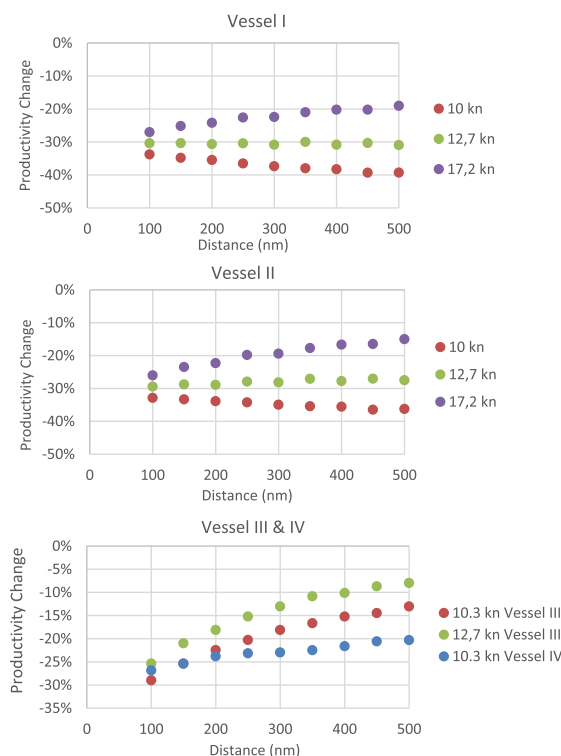 Vessel I
0%
-10%
-20%
-30%
-40%
-50%
Productivity Change
0 100 200 300 400 500
Distance (nm)
10 kn
12,7 kn
17,2 kn
Vessel II
0%
-10%
-20%
-30%
-40%
-50%
Productivity Change
0 100 200 300 400 500
Distance (nm)
10 kn
12,7 kn
17,2 kn
Vessel III & IV
0%
-5%
-10%
-15%
-20%
-25%
-30%
-35%
Productivity Change
0 100 200 300 400 500
Distance (nm)
10.3 kn Vessel III
12,7 kn Vessel III
10.3 kn Vessel IV